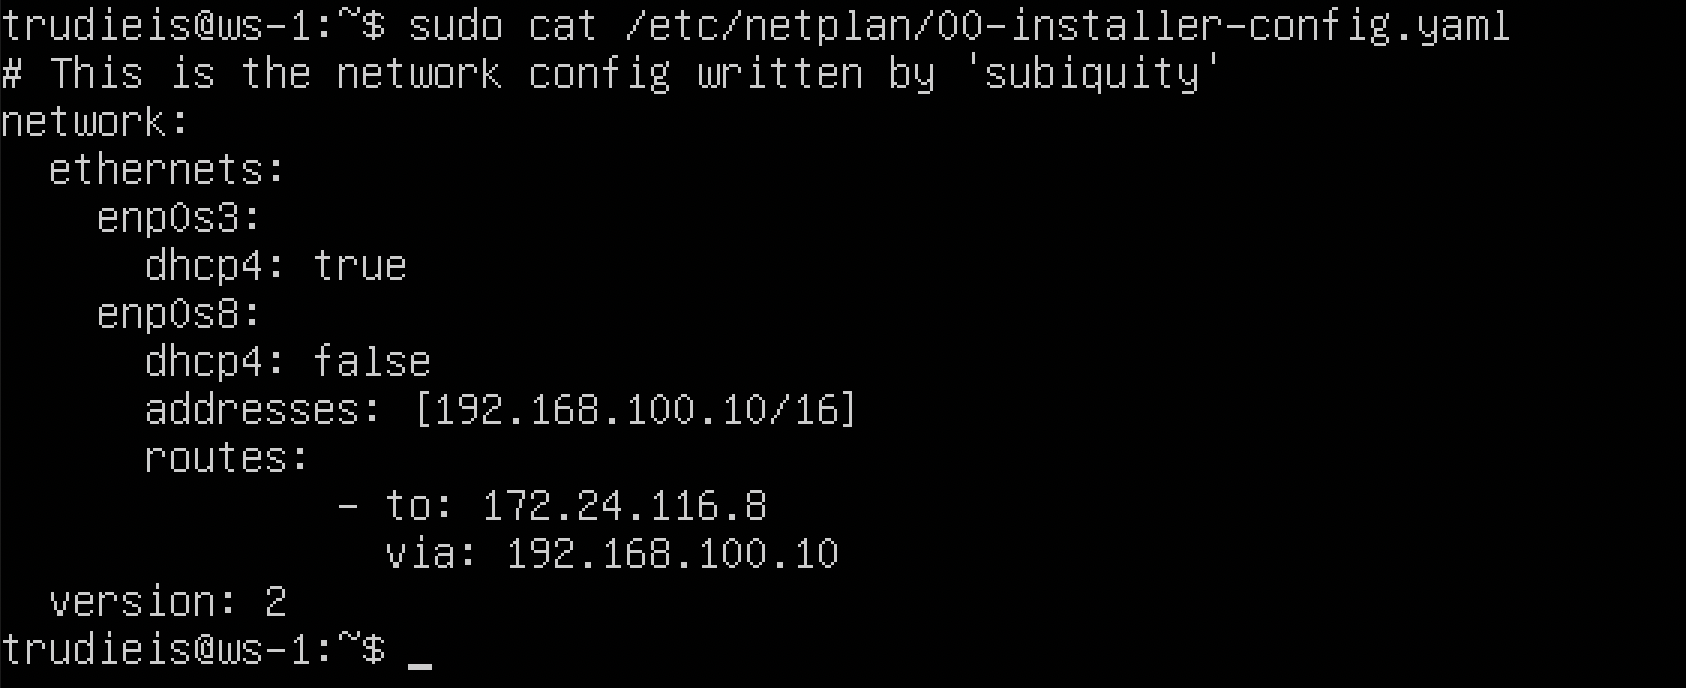 trudieis@ws-1:~$ sudo cat /etc/netplan/00-installer-config.yaml
# This is the network config written by 'subiquity'
network:
  ethernets:
    enp0s3:
      dhcp4: true
    enp0s8:
      dhcp4: false
      addresses: [192.168.100.10/16]
      routes:
              - to: 172.24.116.8
                via: 192.168.100.10
  version: 2
trudieis@ws-1:~$ _